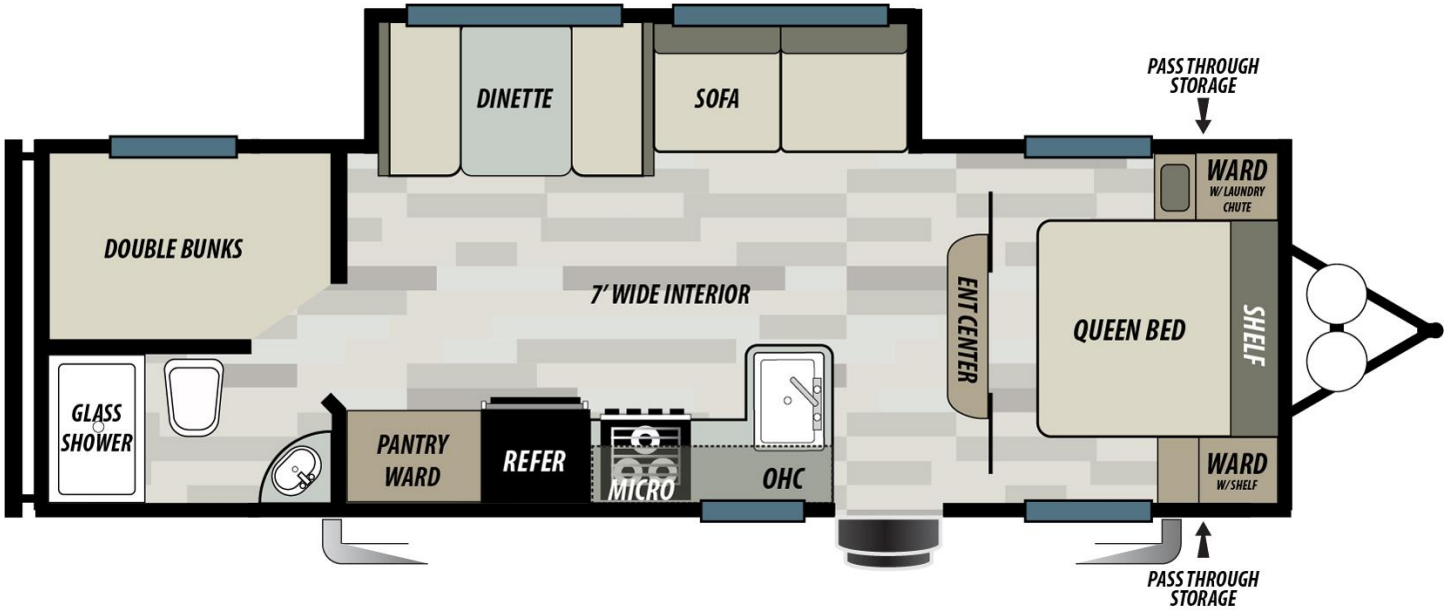 PASS THROUGH
STORAGE
DINETTE
SOFA
WARD
W/ LAUNDRY
CHUTE
DOUBLE BUNKS
7' WIDE INTERIOR
ENT CENTER
QUEEN BED
SHELF
GLASS
SHOWER
PANTRY
WARD
REFER
MICRO
OHC
WARD
W/ SHELF
PASS THROUGH
STORAGE